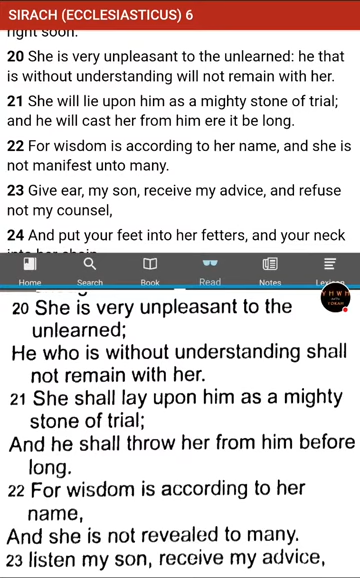 SIRACH (ECCLESIASTICUS) 6
right soon.
20 She is very unpleasant to the unlearned: he that
is without understanding will not remain with her.
21 She will lie upon him as a mighty stone of trial;
and he will cast her from him ere it be long.
22 For wisdom is according to her name, and she is
not manifest unto many.
23 Give ear, my son, receive my advice, and refuse
not my counsel,
24 And put your feet into her fetters, and your neck
into her chain.
Home Search Book Read Notes Lexicon
20 She is very unpleasant to the
unlearned;
He who is without understanding shall
not remain with her.
21 She shall lay upon him as a mighty
stone of trial;
And he shall throw her from him before
long.
22 For wisdom is according to her
name,
And she is not revealed to many.
23 listen my son, receive my advice,